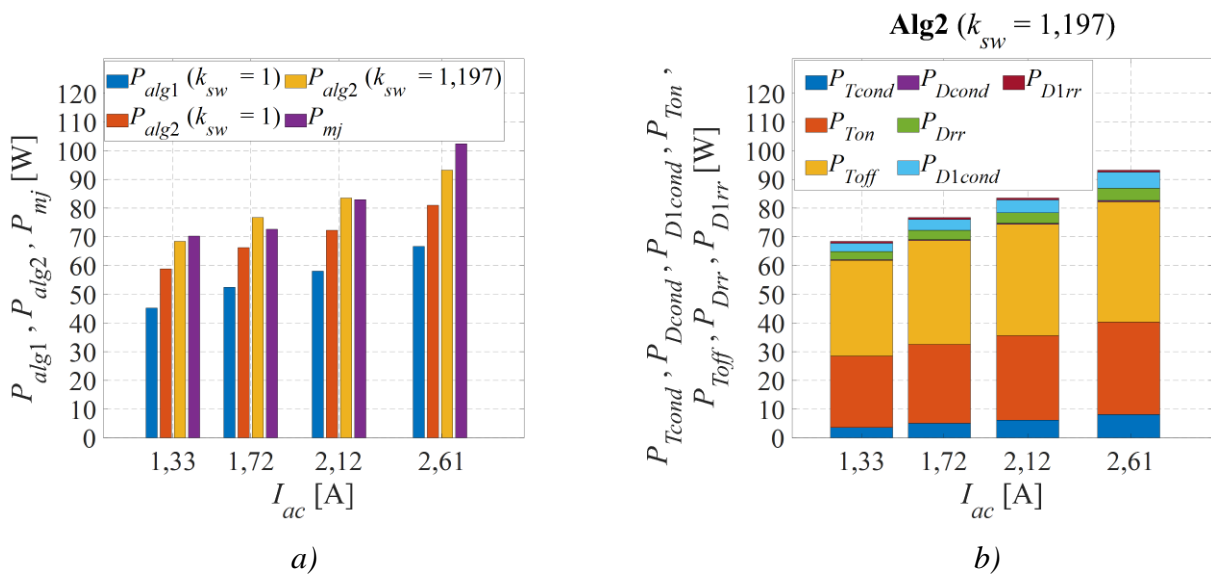 P_alg1 (k_sw = 1) P_alg2 (k_sw = 1,197)
P_alg2 (k_sw = 1) P_mj
P_alg1 , P_alg2 , P_mj [W]
120
110
100
90
80
70
60
50
40
30
20
10
0
1,33 1,72 2,12 2,61
I_ac [A]
a)
Alg2 (k_sw = 1,197)
P_Tcond P_Dcond P_D1rr
P_Ton P_Drr
P_Toff P_D1cond
P_Tcond , P_Dcond , P_D1cond , P_Ton ,
P_Toff , P_Drr , P_D1rr [W]
120
110
100
90
80
70
60
50
40
30
20
10
0
1,33 1,72 2,12 2,61
I_ac [A]
b)